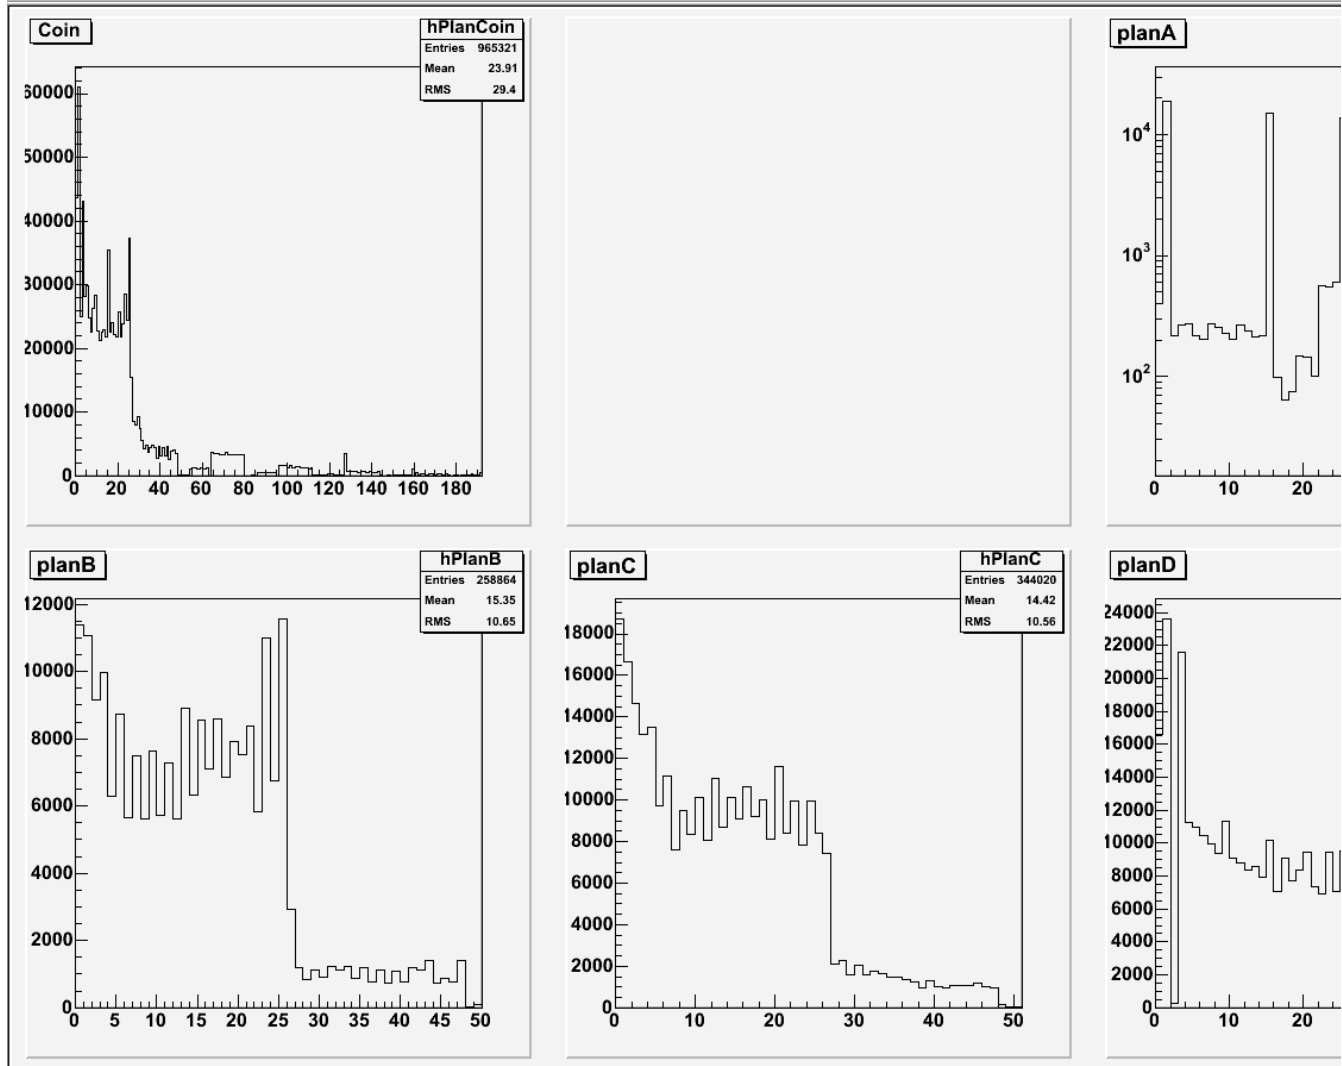 Coin
hPlanCoin
Entries 965321
Mean 23.91
RMS 29.4
60000
50000
40000
30000
20000
10000
0
0 20 40 60 80 100 120 140 160 180
planA
10^4
10^3
10^2
0 10 20
planB
hPlanB
Entries 258864
Mean 15.35
RMS 10.65
12000
10000
8000
6000
4000
2000
0
0 5 10 15 20 25 30 35 40 45 50
planC
hPlanC
Entries 344020
Mean 14.42
RMS 10.56
18000
16000
14000
12000
10000
8000
6000
4000
2000
0
0 10 20 30 40 50
planD
24000
22000
20000
18000
16000
14000
12000
10000
8000
6000
4000
2000
0
0 10 20